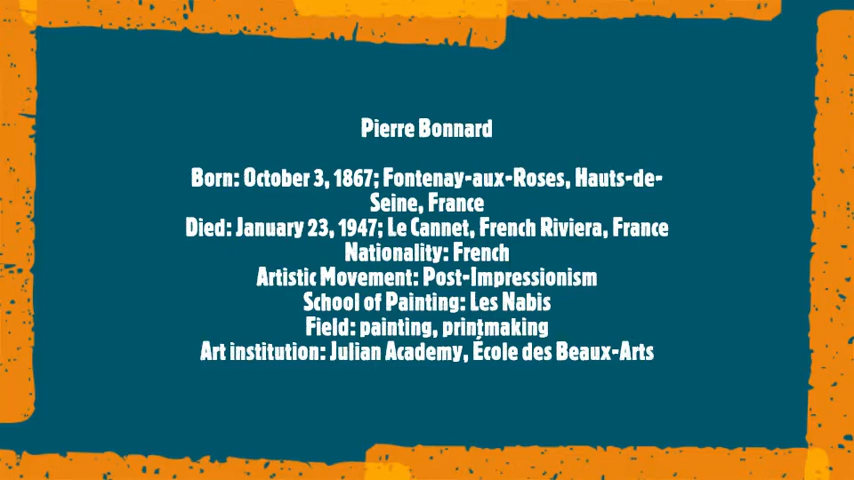 Pierre Bonnard
Born: October 3, 1867; Fontenay-aux-Roses, Hauts-de-
Seine, France
Died: January 23, 1947; Le Cannet, French Riviera, France
Nationality: French
Artistic Movement: Post-Impressionism
School of Painting: Les Nabis
Field: painting, printmaking
Art institution: Julian Academy, École des Beaux-Arts